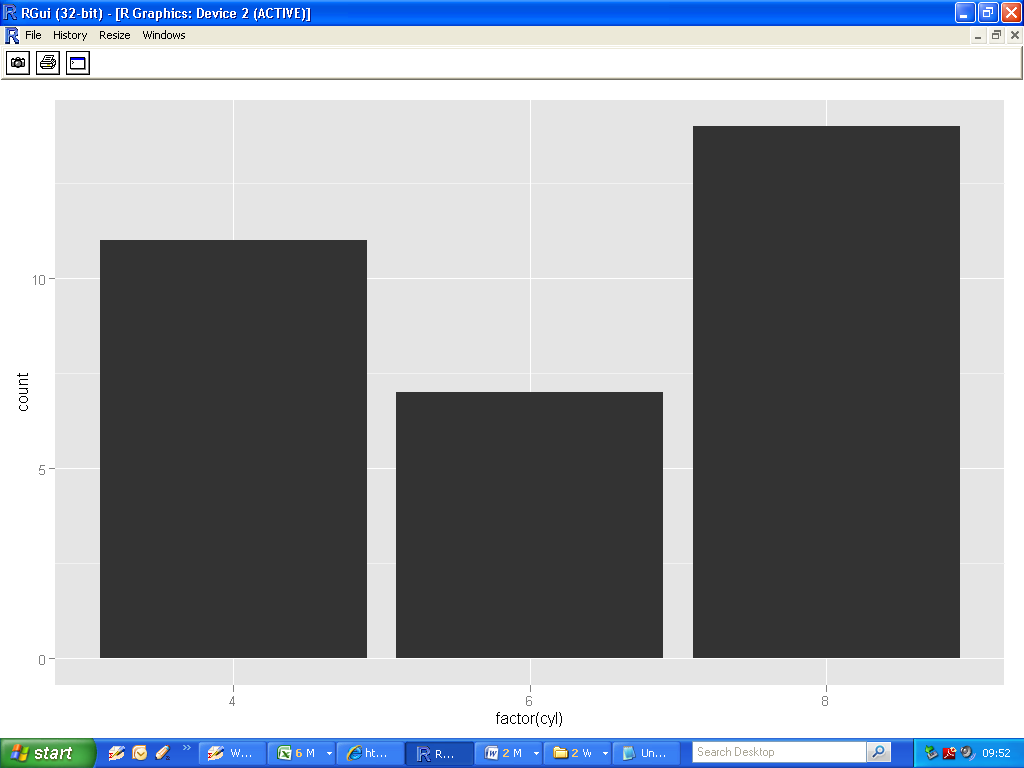 RGui (32-bit) - [R Graphics: Device 2 (ACTIVE)]
File History Resize Windows
10
5
0
count
4 6 8
factor(cyl)
start W... 6 M ht... R... 2 M 2 W Un... Search Desktop 09:52